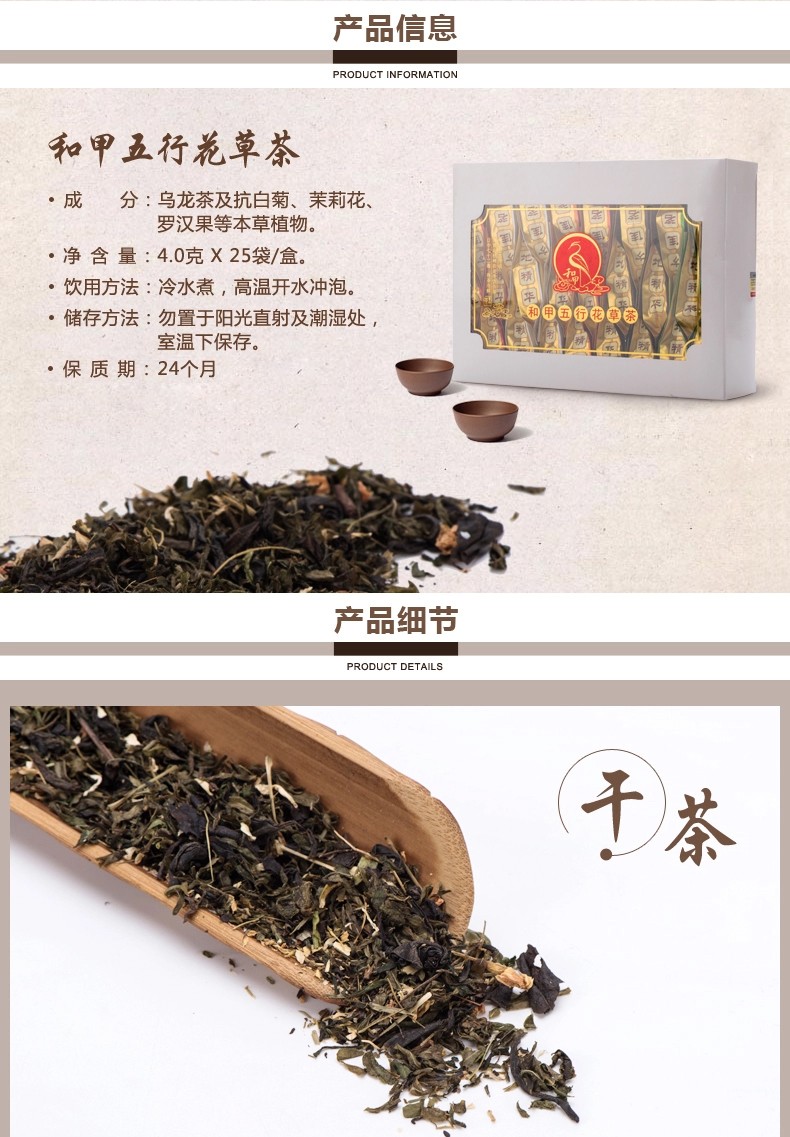 产品信息
PRODUCT INFORMATION
和甲五行花草茶
• 成 分：乌龙茶及抗白菊、茉莉花、
罗汉果等本草植物。
• 净 含 量：4.0克 X 25袋/盒。
• 饮用方法：冷水煮，高温开水冲泡。
• 储存方法：勿置于阳光直射及潮湿处，
室温下保存。
• 保 质 期：24个月
和甲
和甲五行花草茶
产品细节
PRODUCT DETAILS
干茶